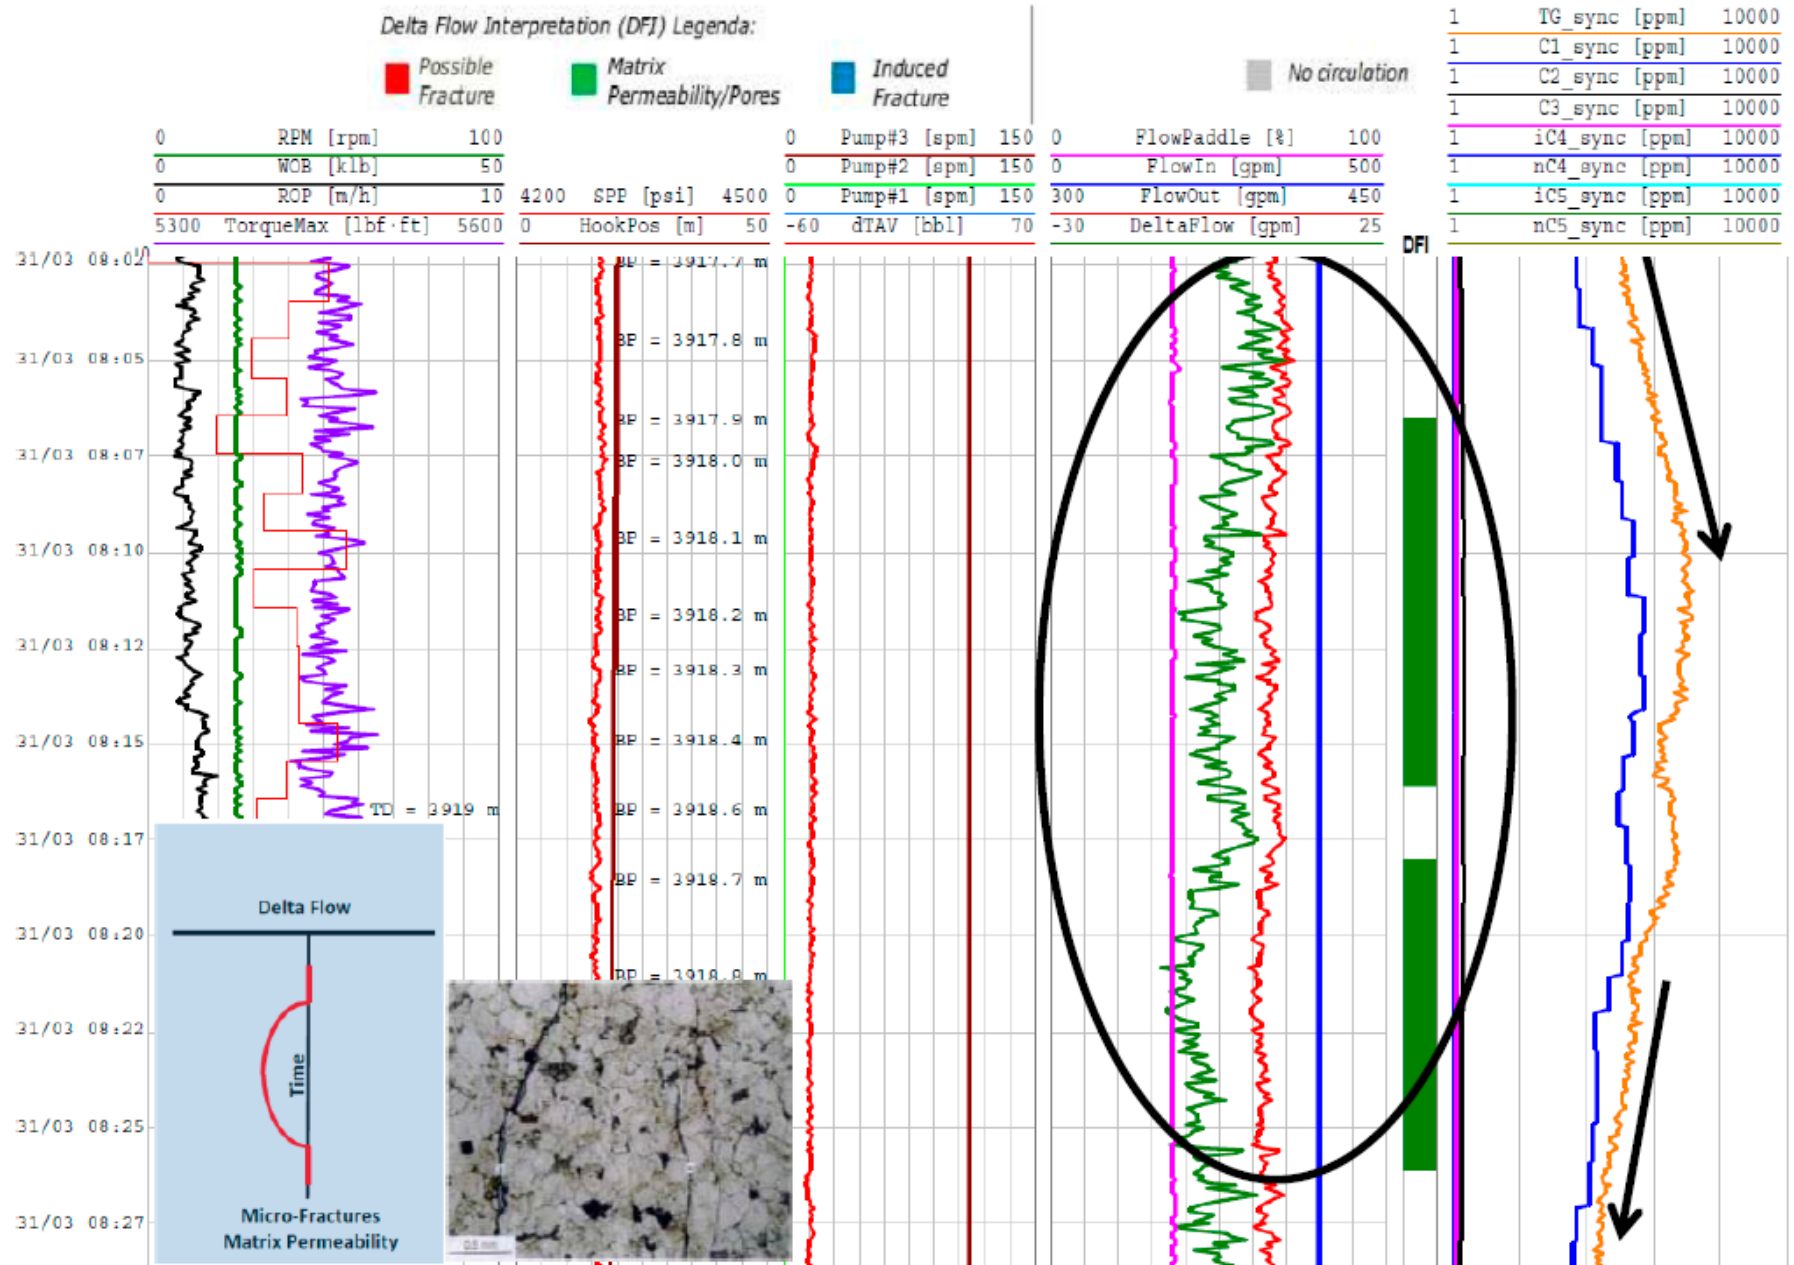 Delta Flow Interpretation (DFI) Legenda:
Possible Fracture
Matrix Permeability/Pores
Induced Fracture
No circulation
0 RPM [rpm] 100
0 WOB [klb] 50
0 ROP [m/h] 10
5300 TorqueMax [lbf·ft] 5600
4200 SPP [psi] 4500
0 HookPos [m] 50
0 Pump#3 [spm] 150
0 Pump#2 [spm] 150
0 Pump#1 [spm] 150
-60 dTAV [bbl] 70
0 FlowPaddle [%] 100
0 FlowIn [gpm] 500
300 FlowOut [gpm] 450
-30 DeltaFlow [gpm] 25
DFI
1 TG_sync [ppm] 10000
1 C1_sync [ppm] 10000
1 C2_sync [ppm] 10000
1 C3_sync [ppm] 10000
1 iC4_sync [ppm] 10000
1 nC4_sync [ppm] 10000
1 iC5_sync [ppm] 10000
1 nC5_sync [ppm] 10000
31/03 08:02
31/03 08:05
31/03 08:07
31/03 08:10
31/03 08:12
31/03 08:15
31/03 08:17
31/03 08:20
31/03 08:22
31/03 08:25
31/03 08:27
BP = 3917.7 m
BP = 3917.8 m
BP = 3917.9 m
BP = 3918.0 m
BP = 3918.1 m
BP = 3918.2 m
BP = 3918.3 m
BP = 3918.4 m
BP = 3918.6 m
BP = 3918.7 m
BP = 3918.8 m
TD = 3919 m
Delta Flow
Time
Micro-Fractures
Matrix Permeability
0.5 mm